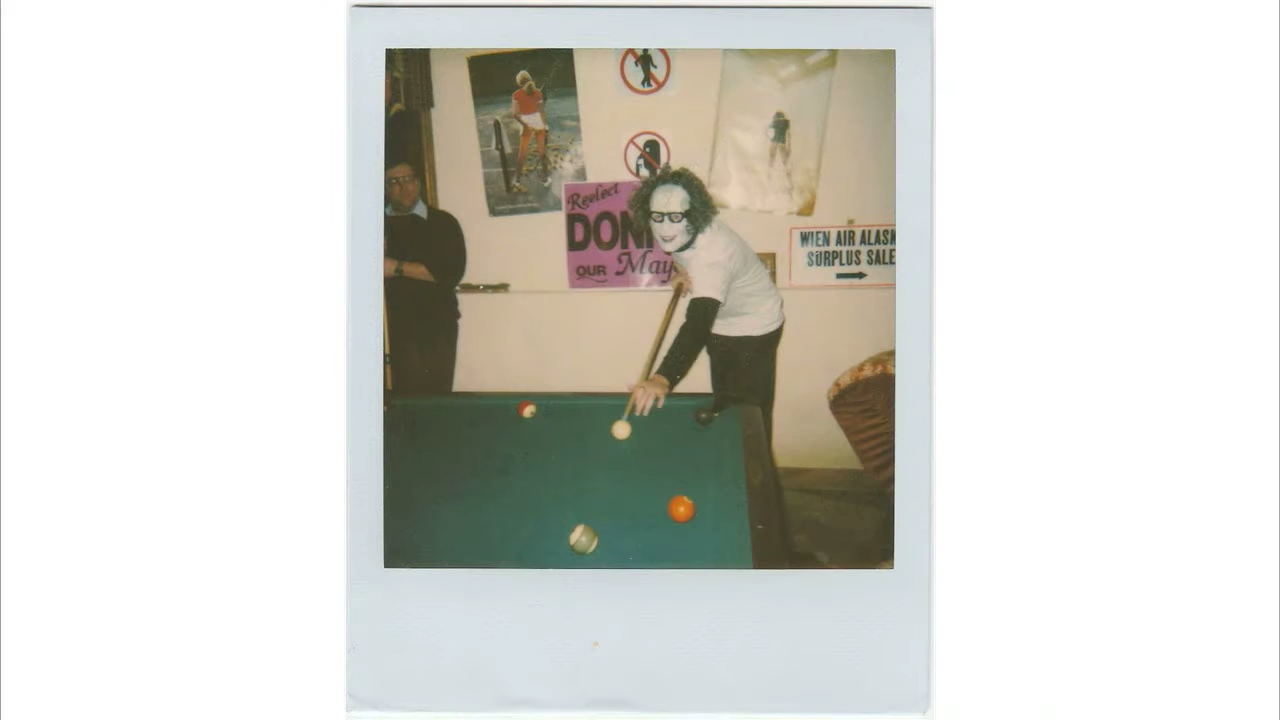 Reelect
DON
OUR May
WIEN AIR ALASK
SURPLUS SALE